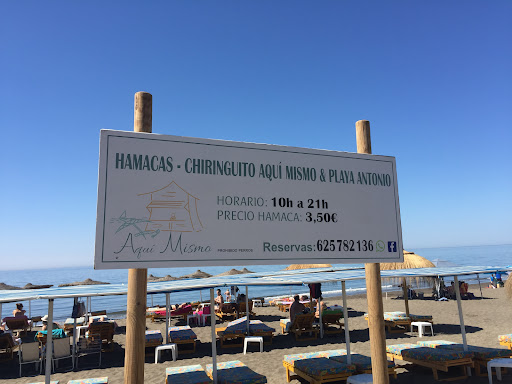 HAMACAS - CHIRINGUITO AQUÍ MISMO & PLAYA ANTONIO
HORARIO: 10h a 21h
PRECIO HAMACA: 3,50€
Aquí Mismo
Reservas: 625782136